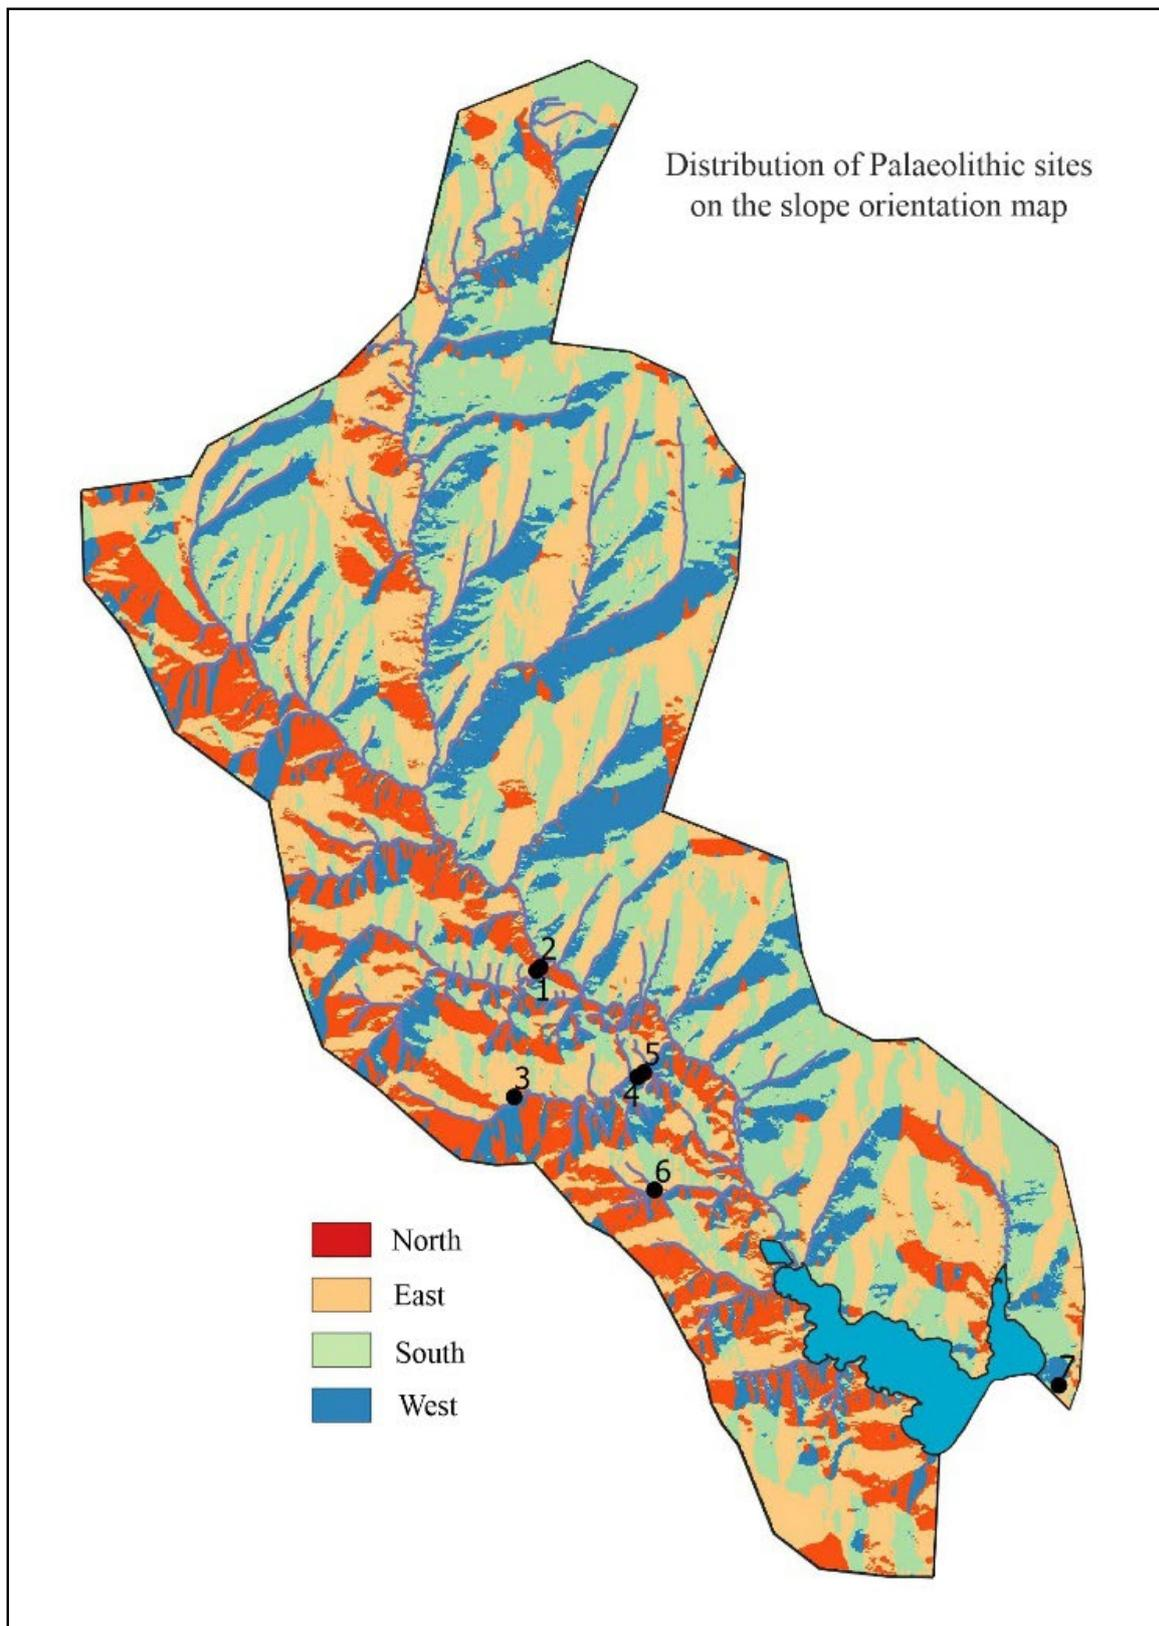 Distribution of Palaeolithic sites
on the slope orientation map
2
1
5
3
4
6
North
East
South
West
7